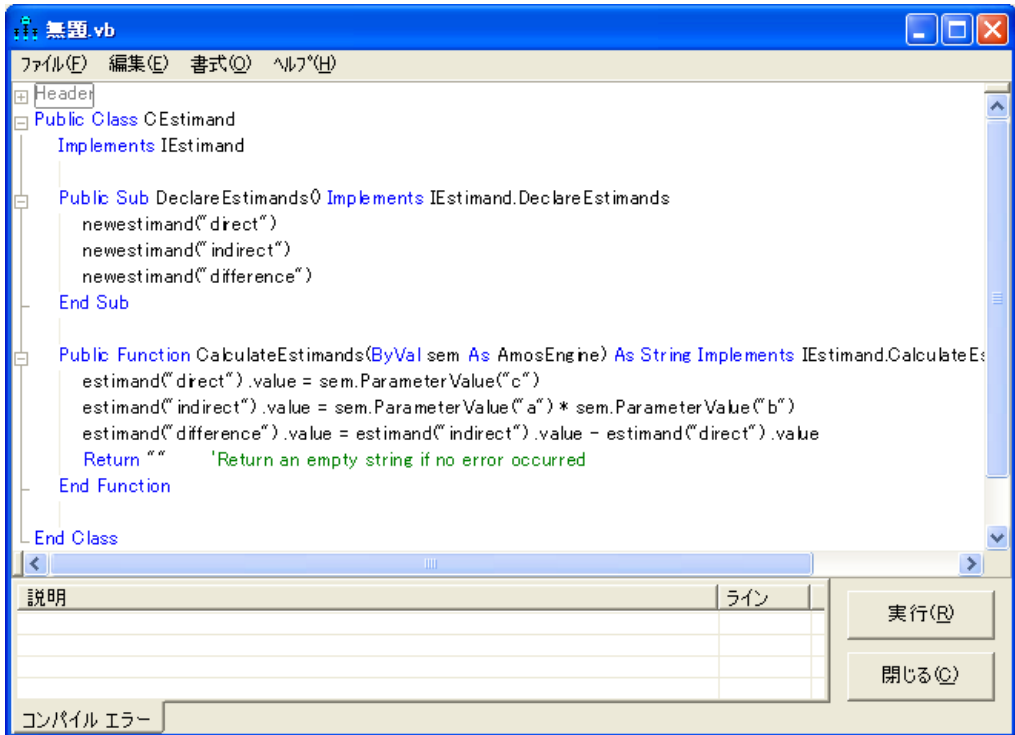 無題.vb
ファイル(F) 編集(E) 書式(O) ヘルプ(H)
Header
Public Class CEstimand
Implements IEstimand
Public Sub DeclareEstimands() Implements IEstimand.DeclareEstimands
newestimand("direct")
newestimand("indirect")
newestimand("difference")
End Sub
Public Function CalculateEstimands(ByVal sem As AmosEngine) As String Implements IEstimand.CalculateEs
estimand("direct").value = sem.ParameterValue("c")
estimand("indirect").value = sem.ParameterValue("a") * sem.ParameterValue("b")
estimand("difference").value = estimand("indirect").value - estimand("direct").value
Return "" 'Return an empty string if no error occurred
End Function
End Class
説明 ライン
実行(R)
閉じる(C)
コンパイル エラー